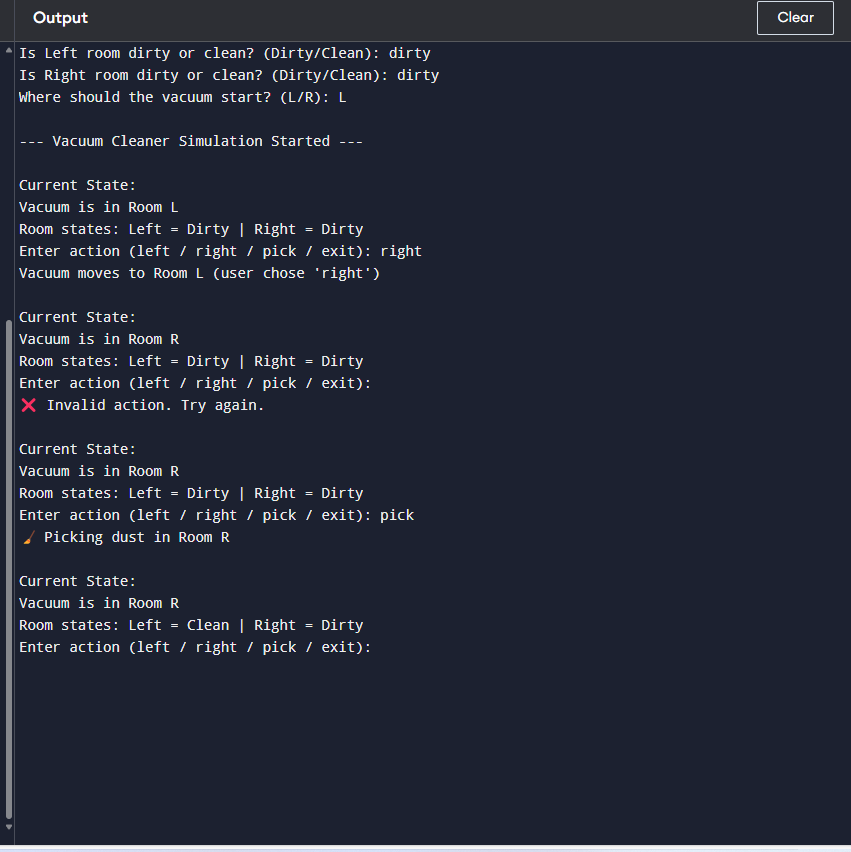 Output
Clear
Is Left room dirty or clean? (Dirty/Clean): dirty
Is Right room dirty or clean? (Dirty/Clean): dirty
Where should the vacuum start? (L/R): L
--- Vacuum Cleaner Simulation Started ---
Current State:
Vacuum is in Room L
Room states: Left = Dirty | Right = Dirty
Enter action (left / right / pick / exit): right
Vacuum moves to Room L (user chose 'right')
Current State:
Vacuum is in Room R
Room states: Left = Dirty | Right = Dirty
Enter action (left / right / pick / exit):
❌ Invalid action. Try again.
Current State:
Vacuum is in Room R
Room states: Left = Dirty | Right = Dirty
Enter action (left / right / pick / exit): pick
🧹 Picking dust in Room R
Current State:
Vacuum is in Room R
Room states: Left = Clean | Right = Dirty
Enter action (left / right / pick / exit):